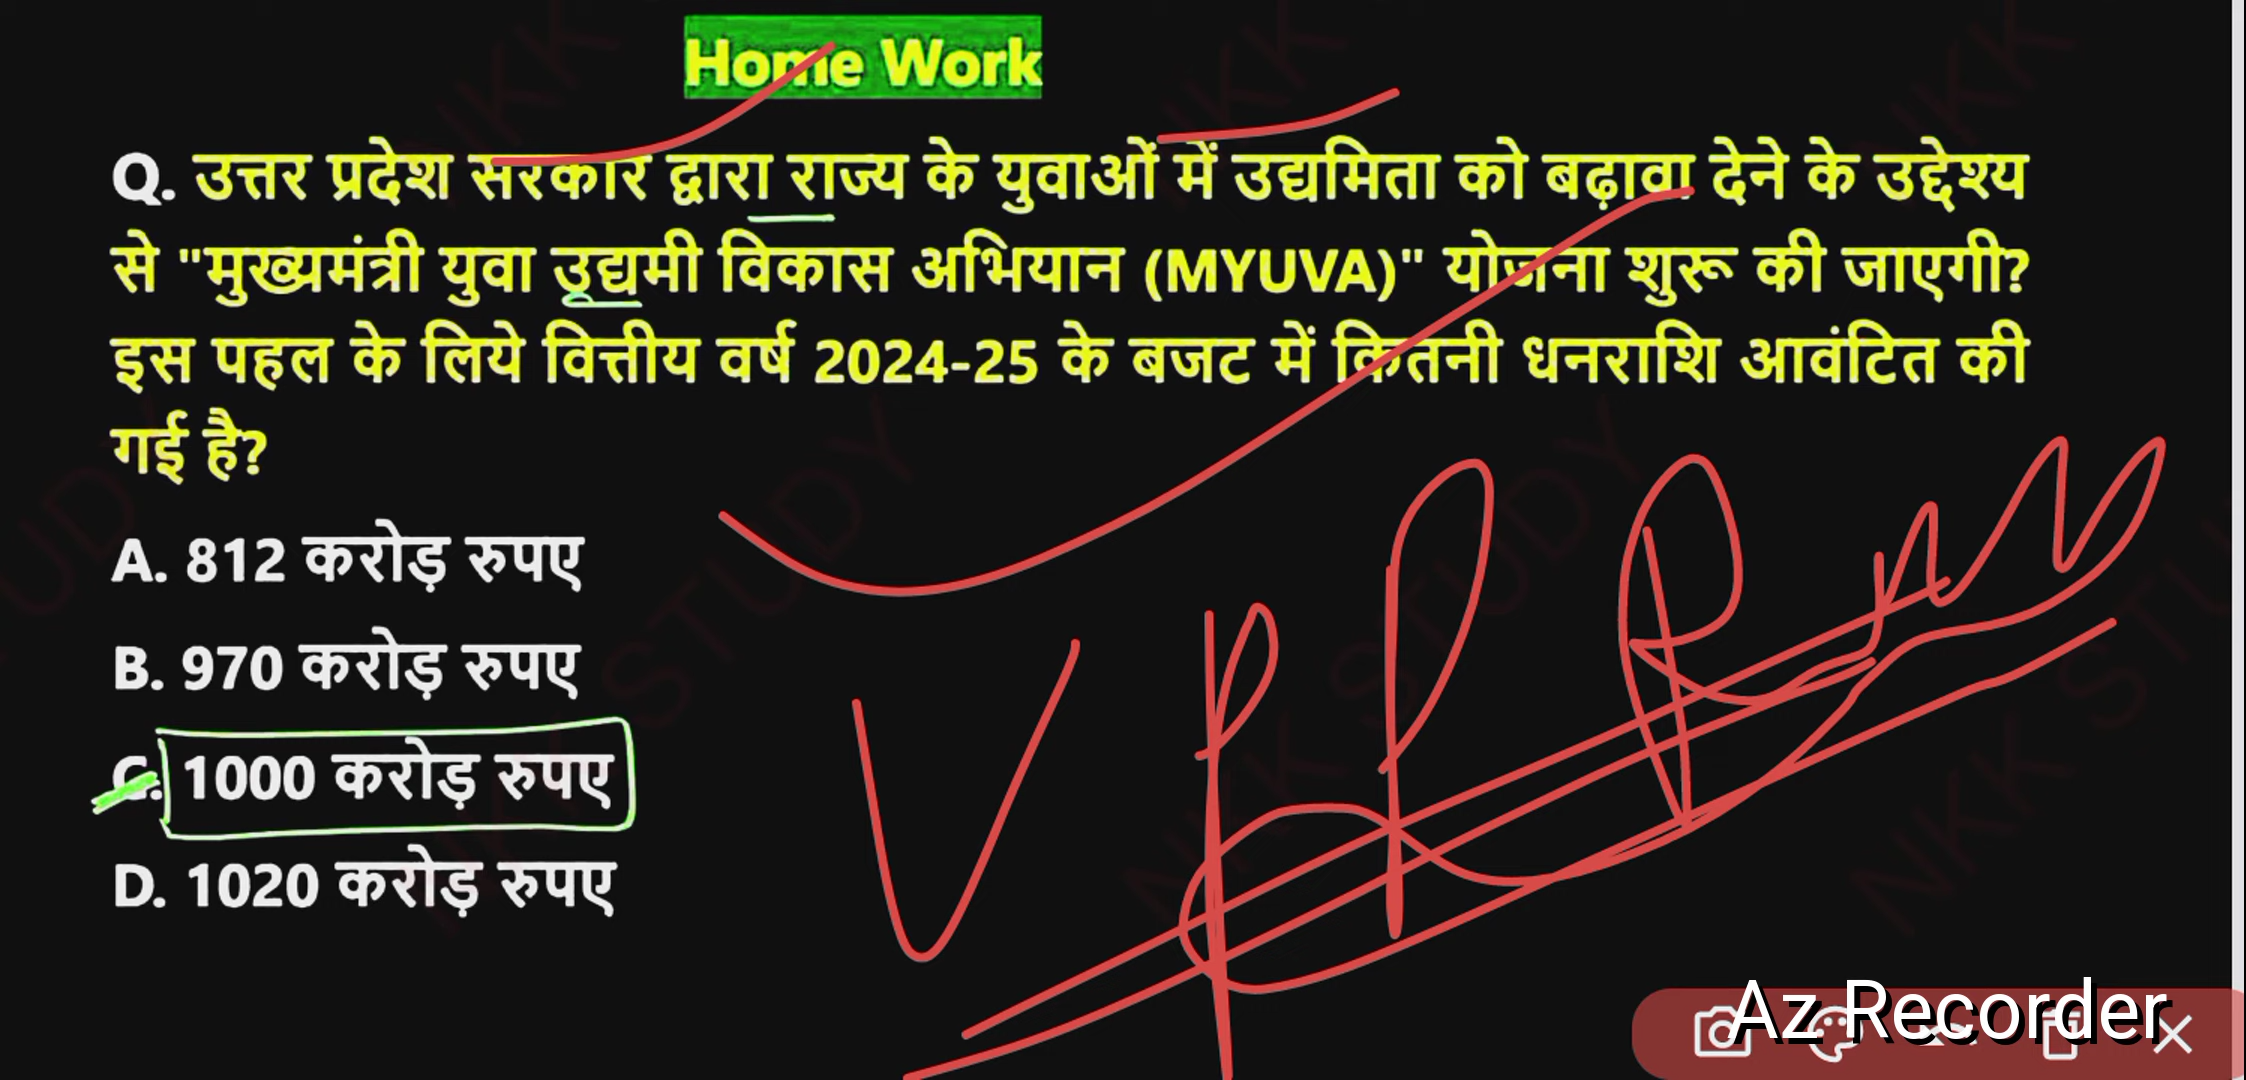 Home Work
Q. उत्तर प्रदेश सरकार द्वारा राज्य के युवाओं में उद्यमिता को बढ़ावा देने के उद्देश्य
से "मुख्यमंत्री युवा उद्यमी विकास अभियान (MYUVA)" योजना शुरू की जाएगी?
इस पहल के लिये वित्तीय वर्ष 2024-25 के बजट में कितनी धनराशि आवंटित की
गई है?
A. 812 करोड़ रुपए
B. 970 करोड़ रुपए
C. 1000 करोड़ रुपए
D. 1020 करोड़ रुपए
NKK STUDY
Az Recorder